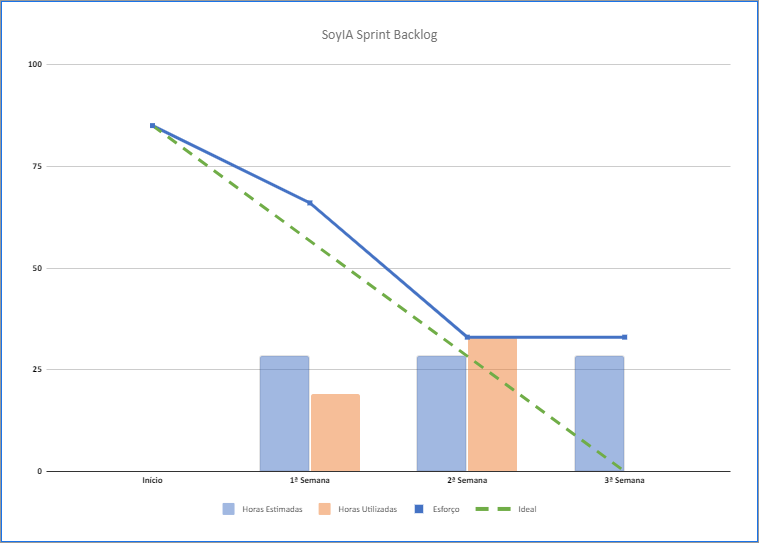 SoyIA Sprint Backlog
100
75
50
25
0
Início 1ª Semana 2ª Semana 3ª Semana
Horas Estimadas Horas Utilizadas Esforço Ideal